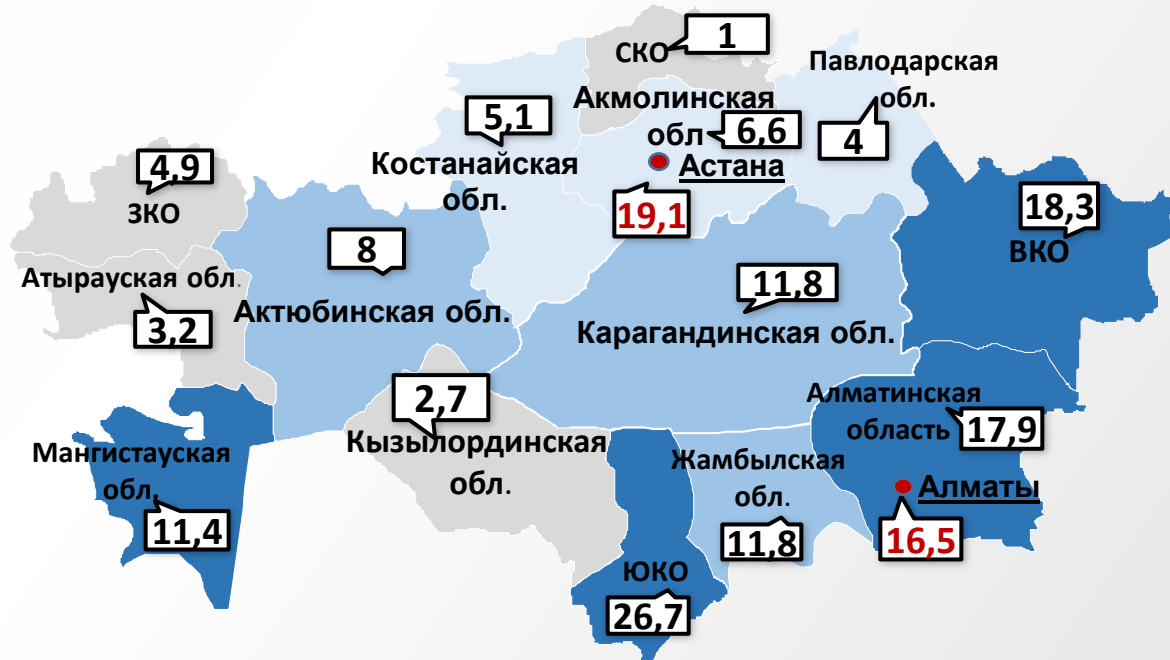 СКО
1
Павлодарская
обл.
4
Акмолинская
обл
6,6
Астана
19,1
5,1
Костанайская
обл.
4,9
ЗКО
18,3
ВКО
8
Актюбинская обл.
Атырауская обл.
3,2
11,8
Карагандинская обл.
2,7
Кызылординская
обл.
Алматинская
область
17,9
Мангистауская
обл.
11,4
Жамбылская
обл.
11,8
Алматы
16,5
ЮКО
26,7